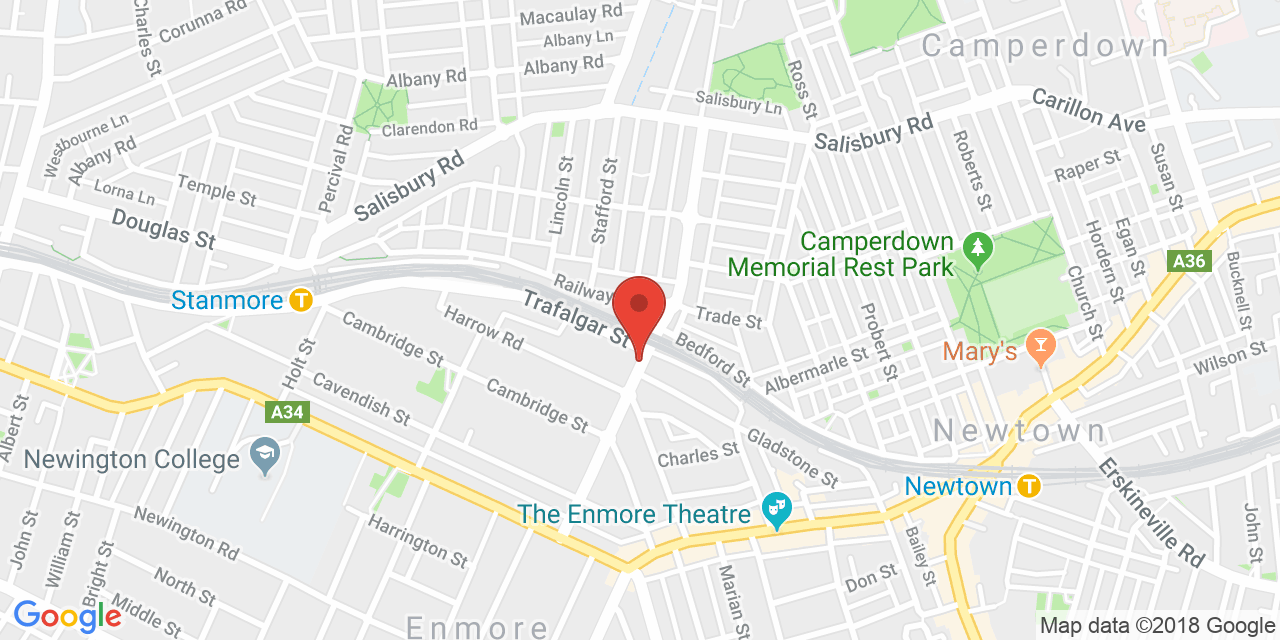 Macaulay Rd
Corunna Rd
Charles St
Albany Ln
Albany Rd
Albany Rd
Camperdown
Ross St
Salisbury Ln
Carillon Ave
Westbourne Ln
Clarendon Rd
Salisbury Rd
Albany Rd
Percival Rd
Salisbury Rd
Roberts St
Raper St
Susan St
Temple St
Lorna Ln
Lincoln St
Stafford St
Douglas St
Camperdown
Memorial Rest Park
Hordern St
Egan St
A36
Bucknell St
Church St
Stanmore
T
Railway
Trafalgar St
Trade St
Probert St
Harrow Rd
Cambridge St
Bedford St
Holt St
Mary's
Wilson St
Albermarle St
Cavendish St
Cambridge St
A34
Albert St
Newtown
Gladstone St
Charles St
Newington College
Newtown
T
Erskineville Rd
The Enmore Theatre
John St
William St
Bright St
Newington Rd
Harrington St
Bailey St
John St
North St
Middle St
Marian St
Don St
Enmore
Google
Map data ©2018 Google